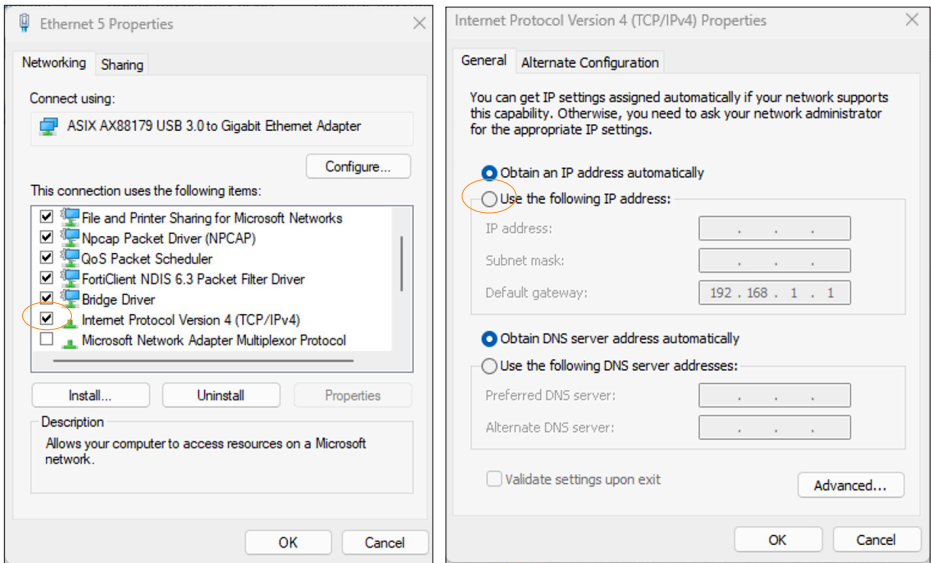 Ethernet 5 Properties
Networking
Sharing
Connect using:
ASIX AX88179 USB 3.0 to Gigabit Ethernet Adapter
Configure...
This connection uses the following items:
File and Printer Sharing for Microsoft Networks
Npcap Packet Driver (NPCAP)
QoS Packet Scheduler
FortiClient NDIS 6.3 Packet Filter Driver
Bridge Driver
Internet Protocol Version 4 (TCP/IPv4)
Microsoft Network Adapter Multiplexor Protocol
Install...
Uninstall
Properties
Description
Allows your computer to access resources on a Microsoft
network.
OK
Cancel
Internet Protocol Version 4 (TCP/IPv4) Properties
General
Alternate Configuration
You can get IP settings assigned automatically if your network supports
this capability. Otherwise, you need to ask your network administrator
for the appropriate IP settings.
Obtain an IP address automatically
Use the following IP address:
IP address:
. . .
Subnet mask:
. . .
Default gateway:
192 . 168 . 1 . 1
Obtain DNS server address automatically
Use the following DNS server addresses:
Preferred DNS server:
. . .
Alternate DNS server:
. . .
Validate settings upon exit
Advanced...
OK
Cancel